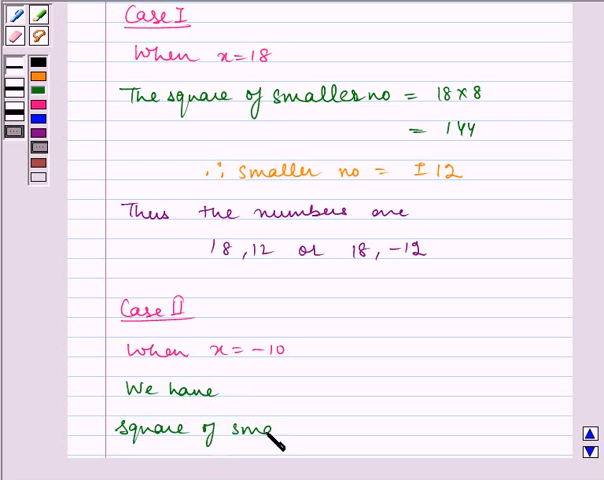 Case I
When x=18
The square of smaller no = 18×8
= 144
∴ smaller no = ± 12
Thus the numbers are
18, 12 or 18, -12
Case II
When x = -10
We have
square of sma